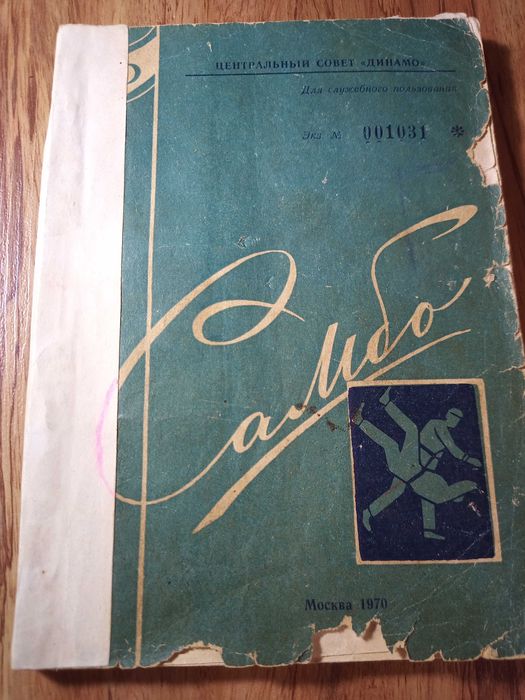 ЦЕНТРАЛЬНЫЙ СОВЕТ «ДИНАМО»
Для служебного пользования
Экз № 001031 *
Самбо
Москва 1970